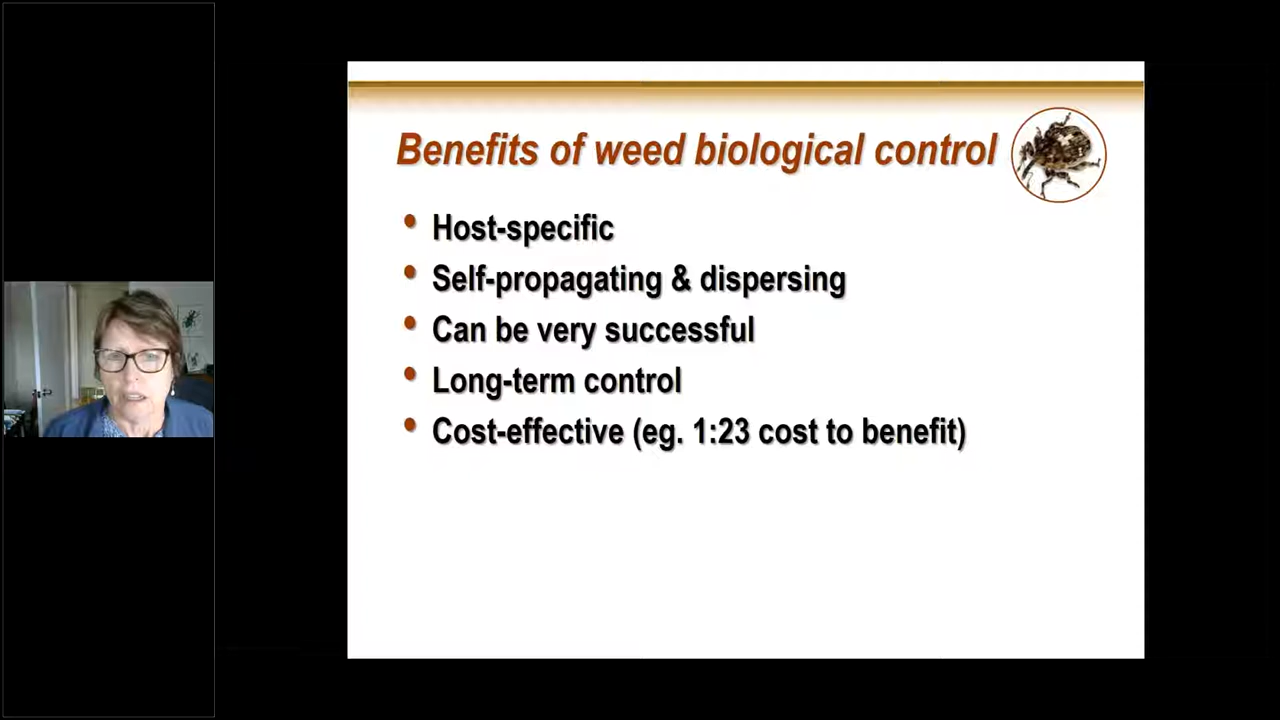 Benefits of weed biological control
• Host-specific
• Self-propagating & dispersing
• Can be very successful
• Long-term control
• Cost-effective (eg. 1:23 cost to benefit)